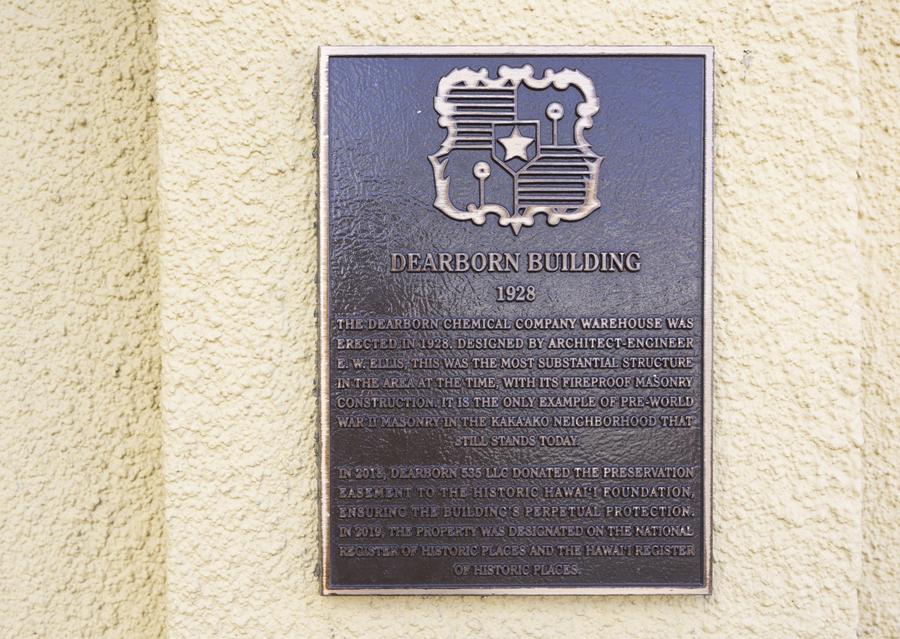 DEARBORN BUILDING
1928
THE DEARBORN CHEMICAL COMPANY WAREHOUSE WAS
ERECTED IN 1928. DESIGNED BY ARCHITECT-ENGINEER
E. W. ELLIS, THIS WAS THE MOST SUBSTANTIAL STRUCTURE
IN THE AREA AT THE TIME, WITH ITS FIREPROOF MASONRY
CONSTRUCTION. IT IS THE ONLY EXAMPLE OF PRE-WORLD
WAR II MASONRY IN THE KAKA‘AKO NEIGHBORHOOD THAT
STILL STANDS TODAY.
IN 2018, DEARBORN 535 LLC DONATED THE PRESERVATION
EASEMENT TO THE HISTORIC HAWAI‘I FOUNDATION,
ENSURING THE BUILDING’S PERPETUAL PROTECTION.
IN 2019, THE PROPERTY WAS DESIGNATED ON THE NATIONAL
REGISTER OF HISTORIC PLACES AND THE HAWAI‘I REGISTER
OF HISTORIC PLACES.